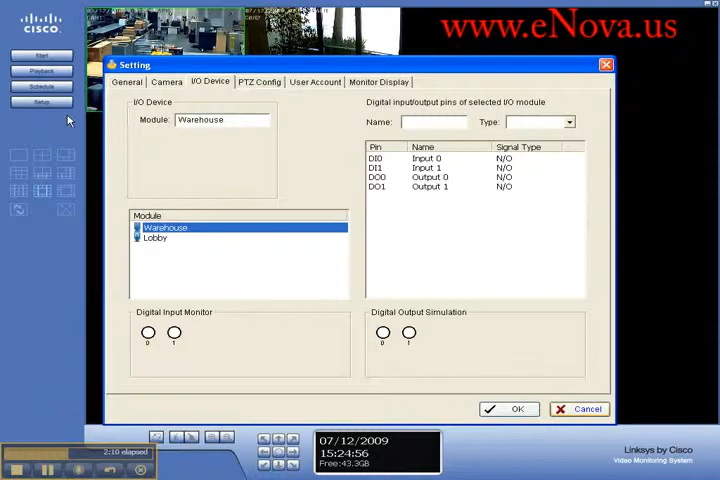 www.eNova.us
CISCO
Start
Playback
Schedule
Setup
Setting
General
Camera
I/O Device
PTZ Config
User Account
Monitor Display
I/O Device
Module:
Warehouse
Digital input/output pins of selected I/O module
Name:
Type:
Pin Name Signal Type
DI0 Input 0 N/O
DI1 Input 1 N/O
DO0 Output 0 N/O
DO1 Output 1 N/O
Module
Warehouse
Lobby
Digital Input Monitor
0 1
Digital Output Simulation
0 1
OK
Cancel
07/12/2009
15:24:56
Free:43.3GB
Linksys by Cisco
Video Monitoring System
2:10 elapsed